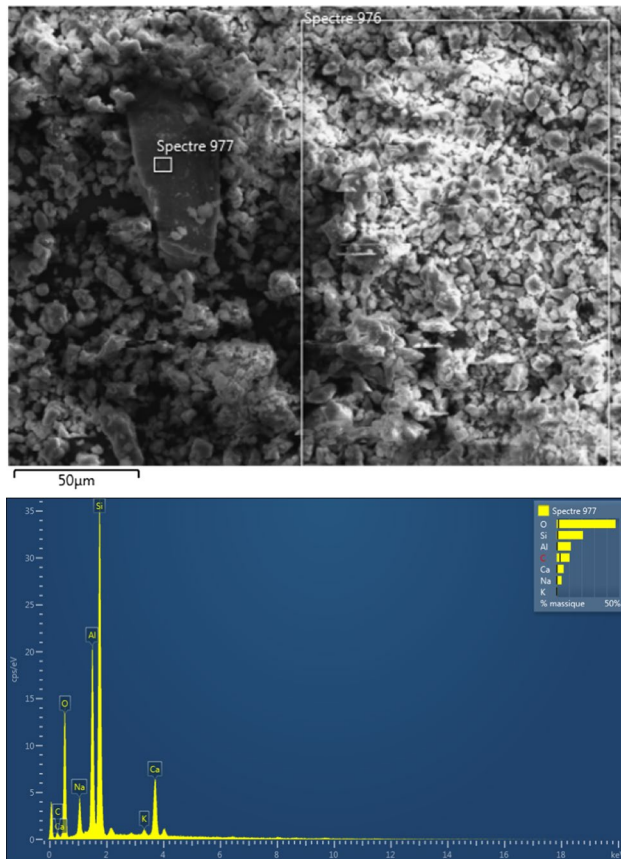 Spectre 976
Spectre 977
50µm
Si
35
30
25
20
15
10
5
0
cps/eV
Al
O
C
Ca
Na
K
Ca
0
2
4
6
8
10
12
14
16
18
keV
Spectre 977
O
Si
Al
C
Ca
Na
K
% massique 50%